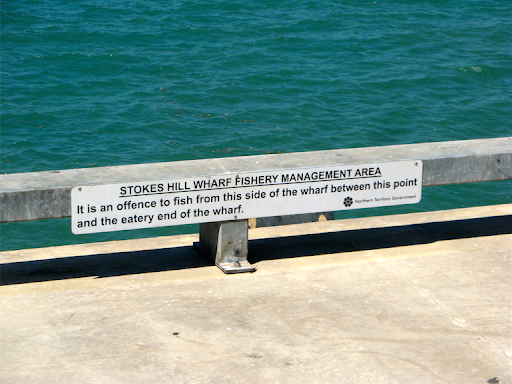 STOKES HILL WHARF FISHERY MANAGEMENT AREA
It is an offence to fish from this side of the wharf between this point
and the eatery end of the wharf.
Northern Territory Government